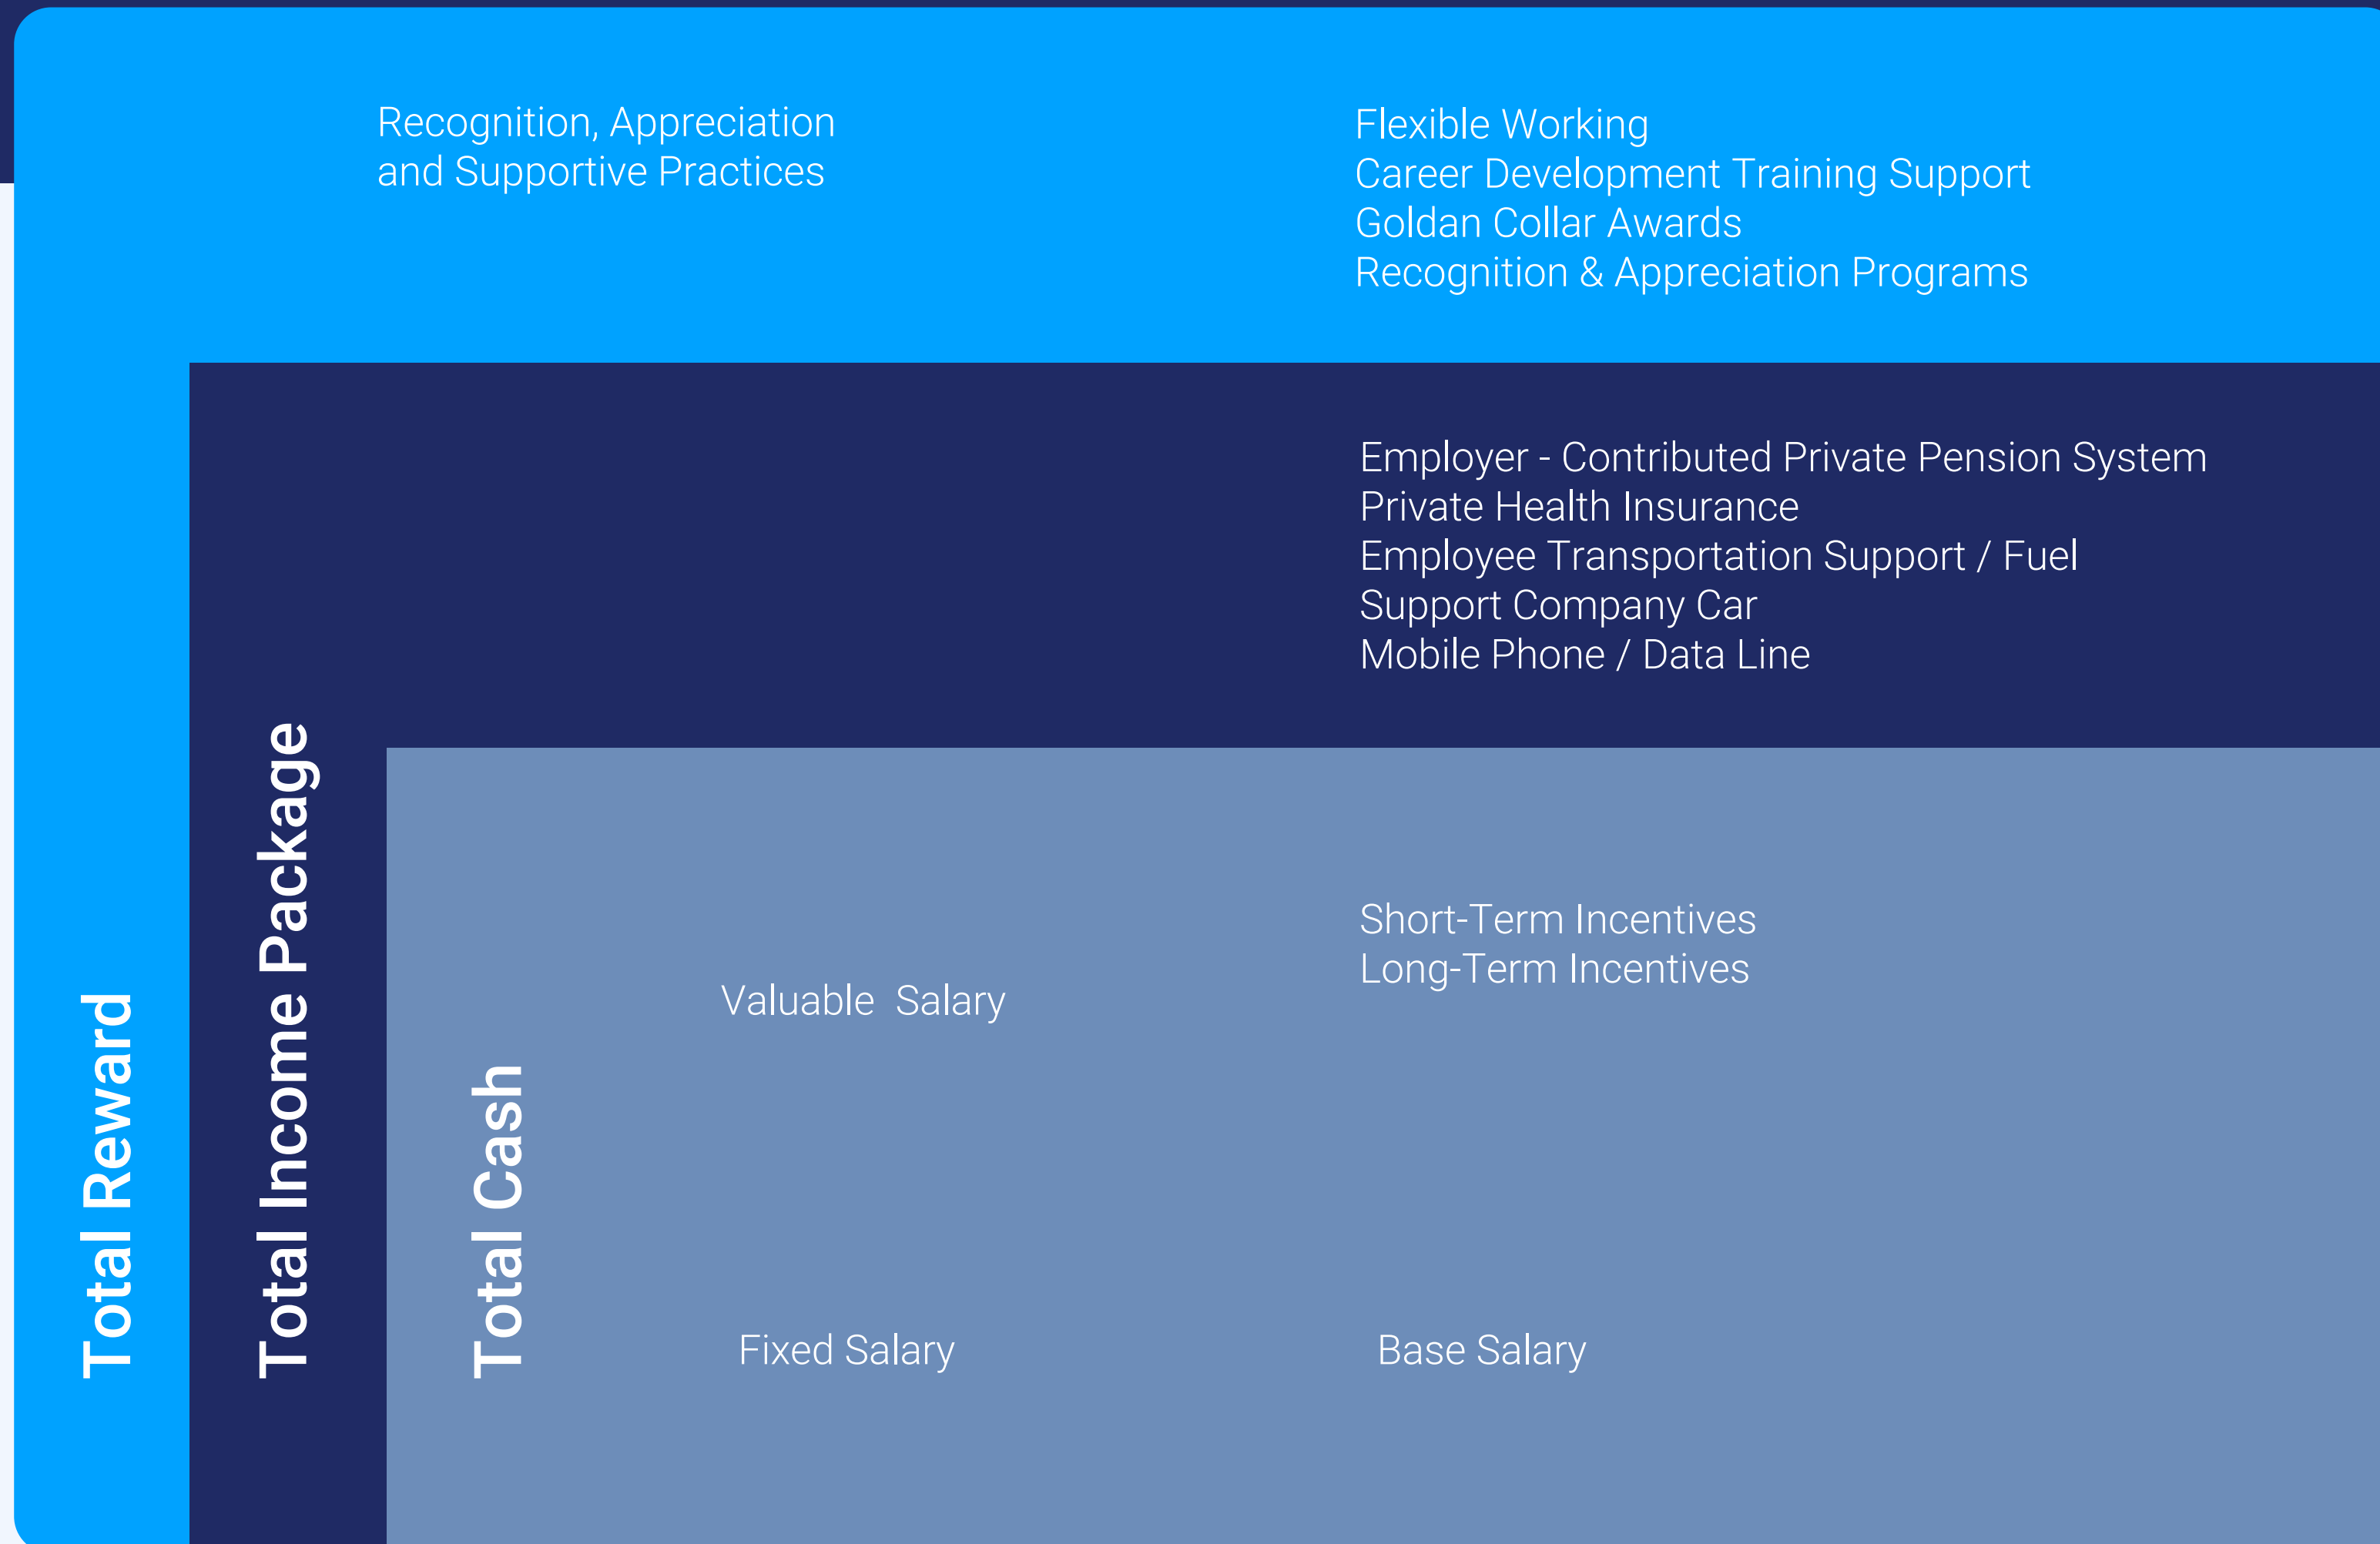 Recognition, Appreciation
and Supportive Practices
Flexible Working
Career Development Training Support
Goldan Collar Awards
Recognition & Appreciation Programs
Employer - Contributed Private Pension System
Private Health Insurance
Employee Transportation Support / Fuel
Support Company Car
Mobile Phone / Data Line
Short-Term Incentives
Long-Term Incentives
Valuable Salary
Fixed Salary
Base Salary
Total Reward
Total Income Package
Total Cash